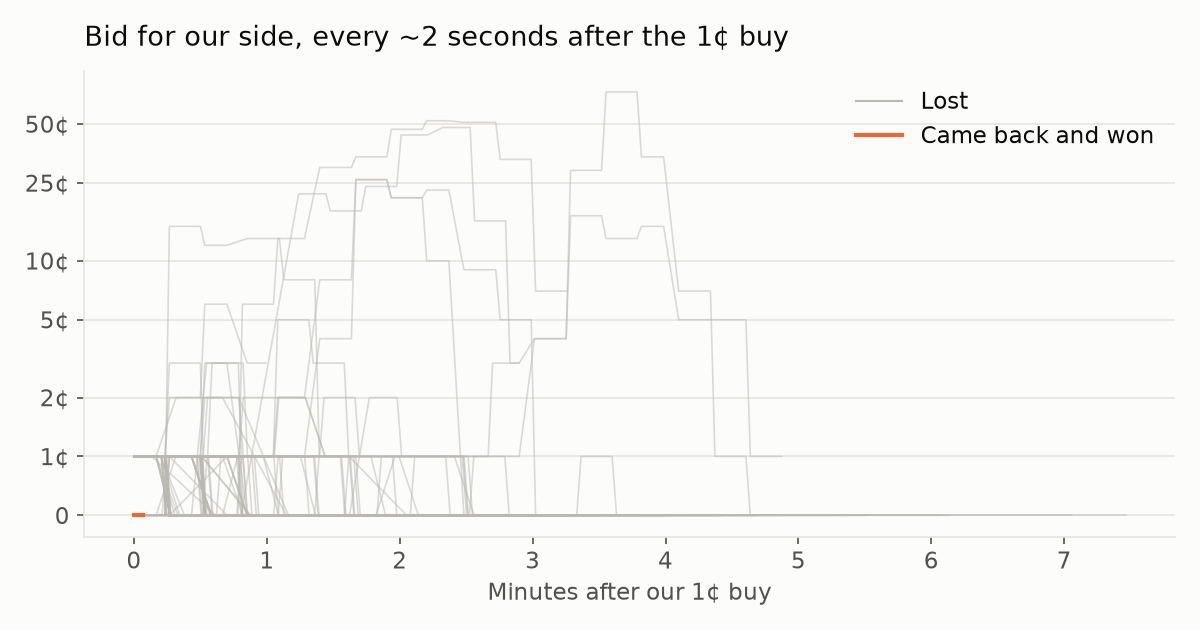 Bid for our side, every ~2 seconds after the 1¢ buy
Lost
Came back and won
50¢
25¢
10¢
5¢
2¢
1¢
0
0 1 2 3 4 5 6 7
Minutes after our 1¢ buy